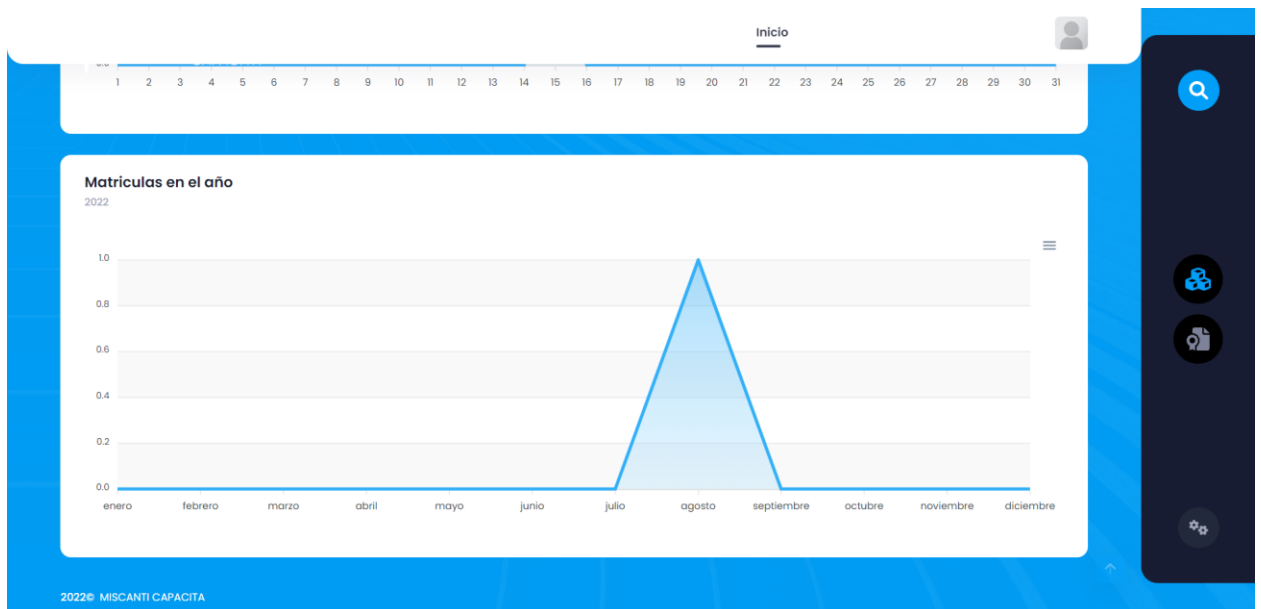 Inicio
0.0
1 2 3 4 5 6 7 8 9 10 11 12 13 14 15 16 17 18 19 20 21 22 23 24 25 26 27 28 29 30 31
Matriculas en el año
2022
1.0
0.8
0.6
0.4
0.2
0.0
enero febrero marzo abril mayo junio julio agosto septiembre octubre noviembre diciembre
2022© MISCANTI CAPACITA